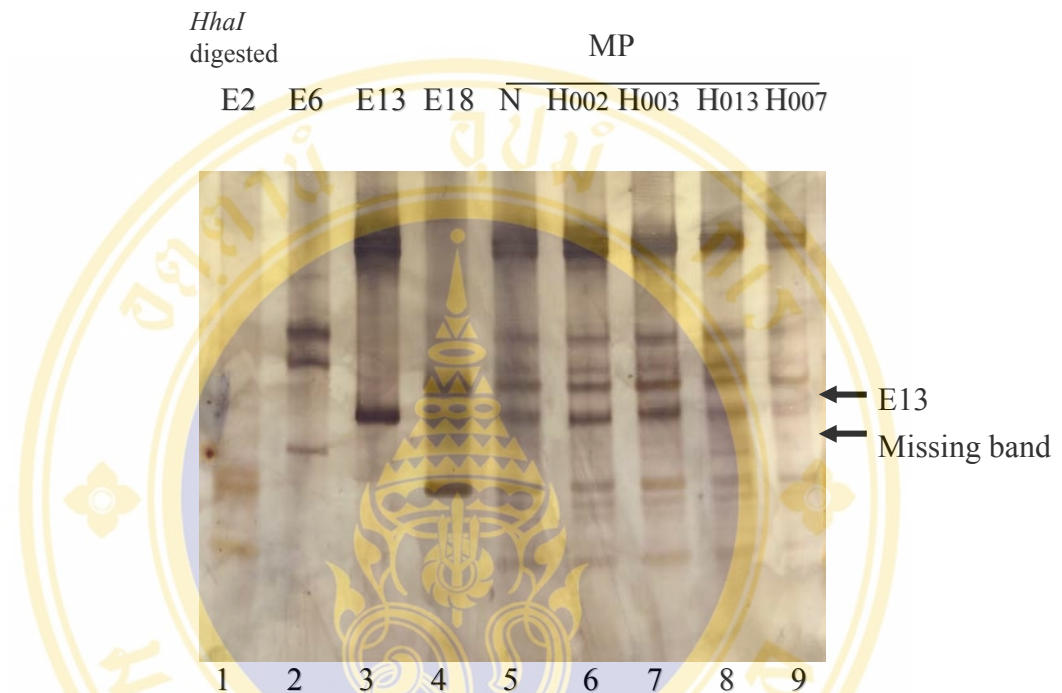 HhaI
digested
MP
E2 E6 E13 E18 N H002 H003 H013 H007
E13
Missing band
1 2 3 4 5 6 7 8 9